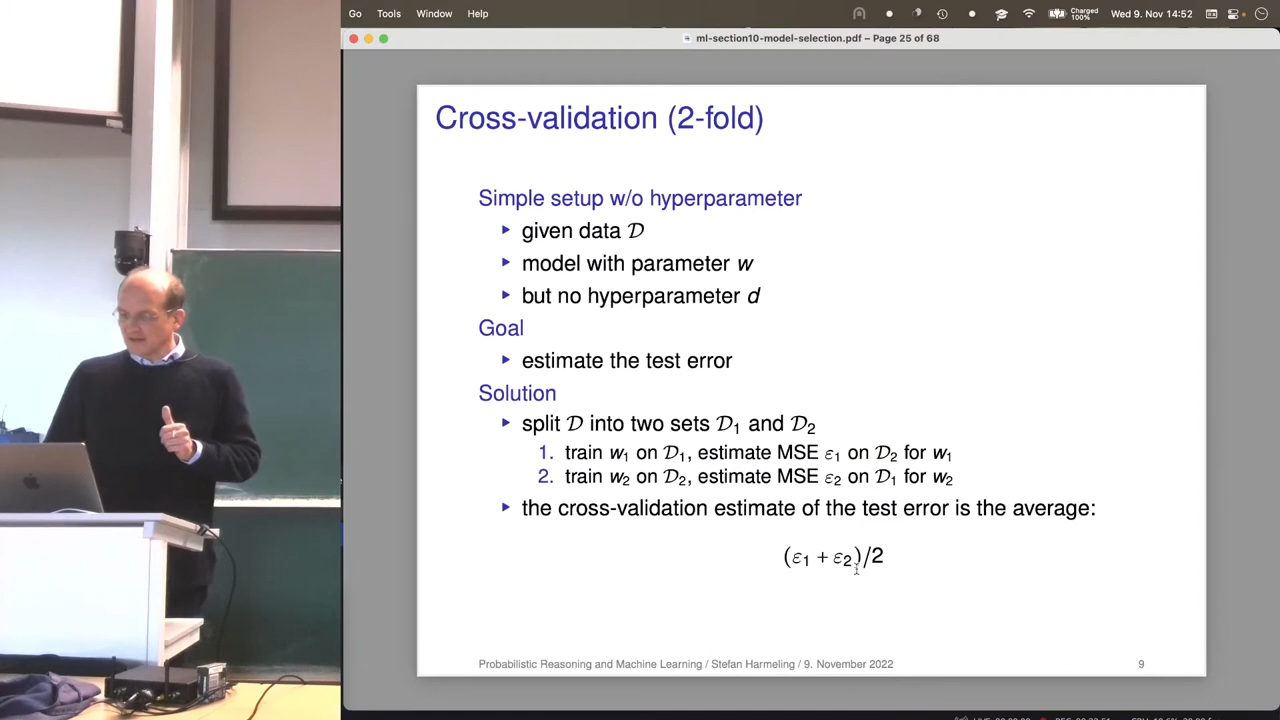 Go Tools Window Help
Charged 100%
Wed 9. Nov 14:52
ml-section10-model-selection.pdf – Page 25 of 68
Cross-validation (2-fold)
Simple setup w/o hyperparameter
given data 𝒟
model with parameter w
but no hyperparameter d
Goal
estimate the test error
Solution
split 𝒟 into two sets 𝒟₁ and 𝒟₂
1. train w₁ on 𝒟₁, estimate MSE ε₁ on 𝒟₂ for w₁
2. train w₂ on 𝒟₂, estimate MSE ε₂ on 𝒟₁ for w₂
the cross-validation estimate of the test error is the average:
(ε₁ + ε₂)/2
Probabilistic Reasoning and Machine Learning / Stefan Harmeling / 9. November 2022 9